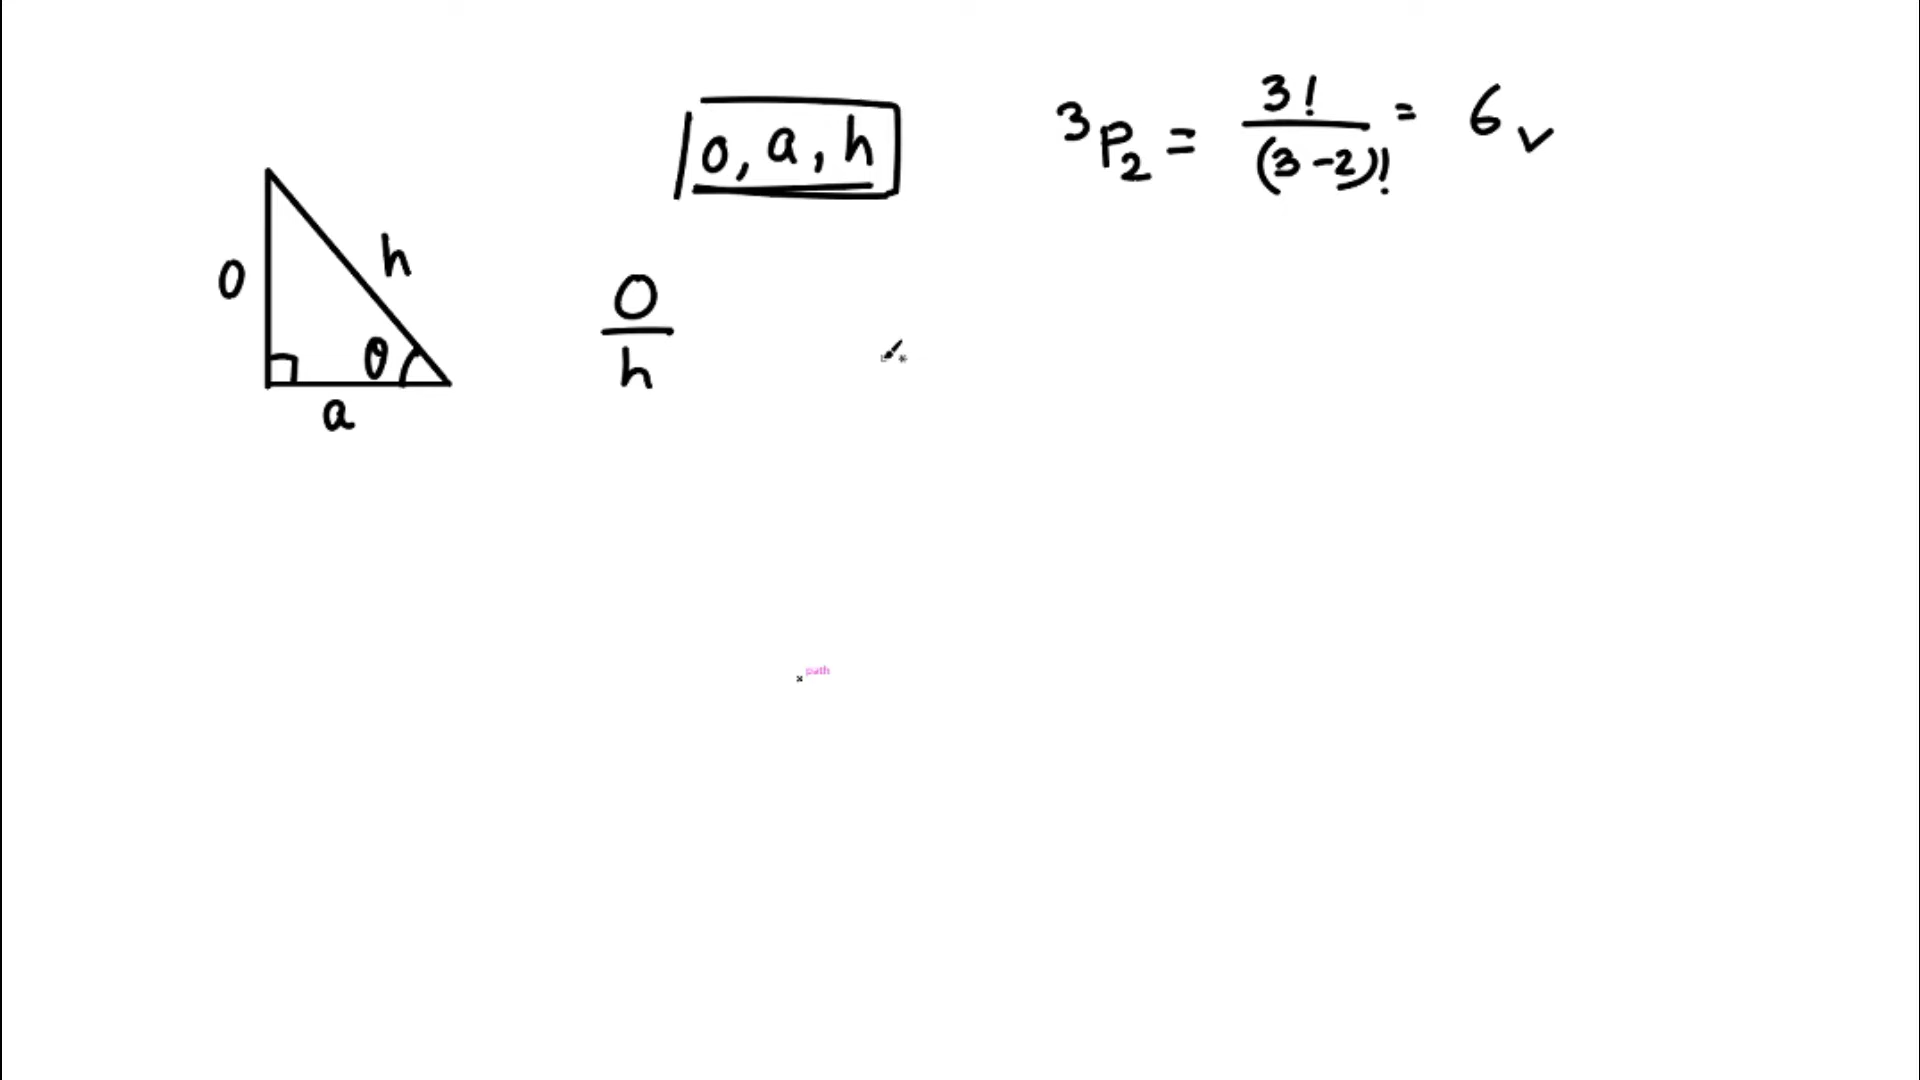 o, a, h
³P₂ = 3! / (3-2)! = 6 ✓
o
h
θ
a
O
h
path